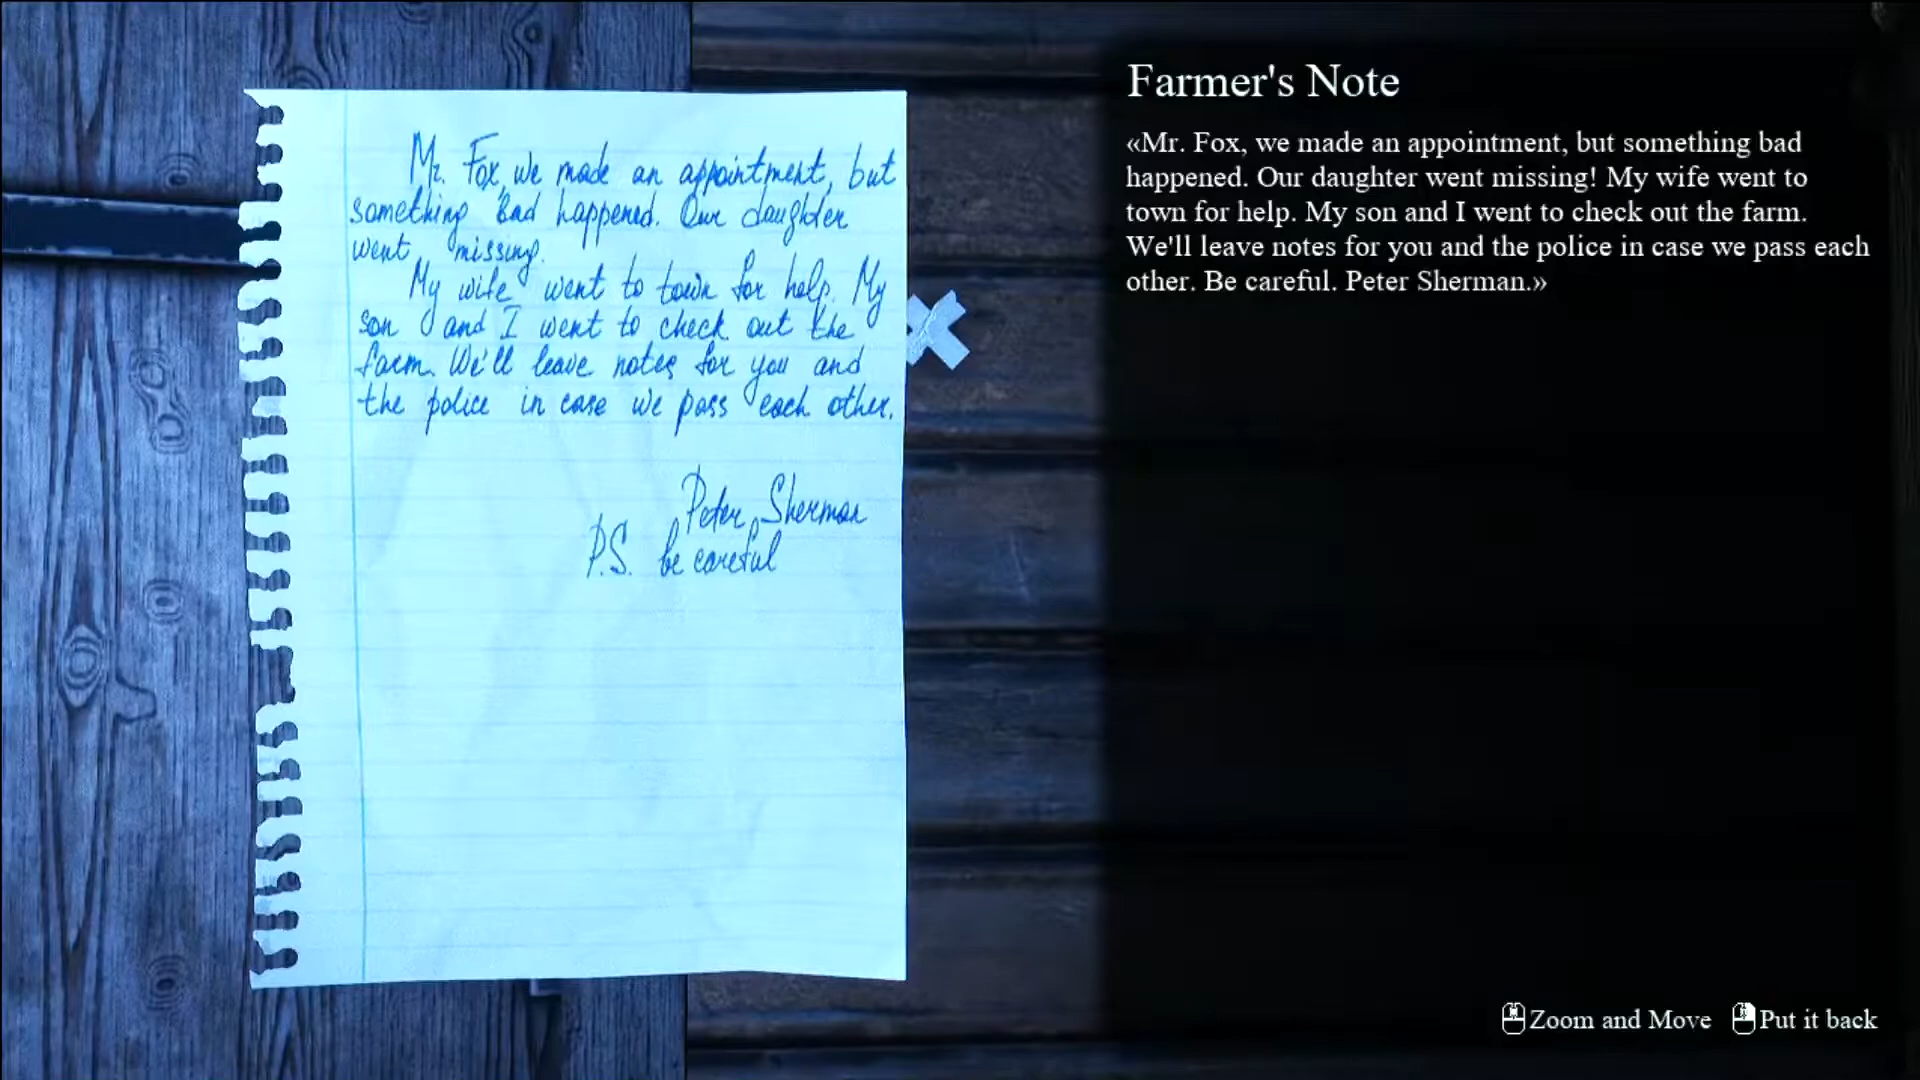 Mr. Fox, we made an appointment, but
something bad happened. Our daughter
went missing.
My wife went to town for help. My
son and I went to check out the
farm. We'll leave notes for you and
the police in case we pass each other.
Peter Sherman
P.S. be careful
Farmer's Note
«Mr. Fox, we made an appointment, but something bad
happened. Our daughter went missing! My wife went to
town for help. My son and I went to check out the farm.
We'll leave notes for you and the police in case we pass each
other. Be careful. Peter Sherman.»
Zoom and Move Put it back